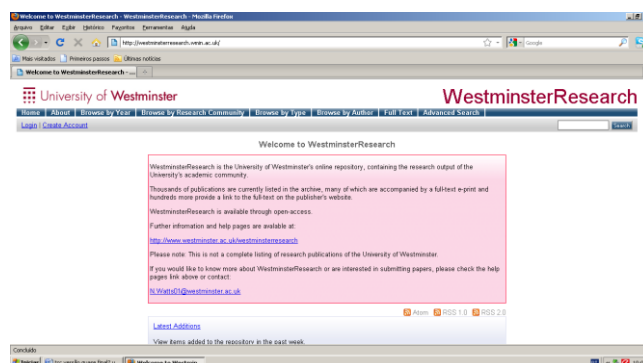 Welcome to WestminsterResearch - WestminsterResearch - Mozilla Firefox
Arquivo Editar Exibir Histórico Favoritos Ferramentas Ajuda
http://westminsterresearch.wmin.ac.uk/
Google
Mais visitados Primeiros passos Últimas notícias
Welcome to WestminsterResearch - ...
University of Westminster
WestminsterResearch
Home About Browse by Year Browse by Research Community Browse by Type Browse by Author Full Text Advanced Search
Login | Create Account
Search
Welcome to WestminsterResearch
WestminsterResearch is the University of Westminster's online repository, containing the research output of the
University's academic community.
Thousands of publications are currently listed in the archive, many of which are accompanied by a full-text e-print and
hundreds more provide a link to the full-text on the publisher's website.
WestminsterResearch is available through open-access.
Further infromation and help pages are available at:
http://www.westminster.ac.uk/westminsterresearch
Please note: This is not a complete listing of research publications of the University of Westminster.
If you would like to know more about WestminsterResearch or are interested in submitting papers, please check the help
pages link above or contact:
N.Watts01@westminster.ac.uk
Atom RSS 1.0 RSS 2.0
Latest Additions
View items added to the repository in the past week.
Concluído